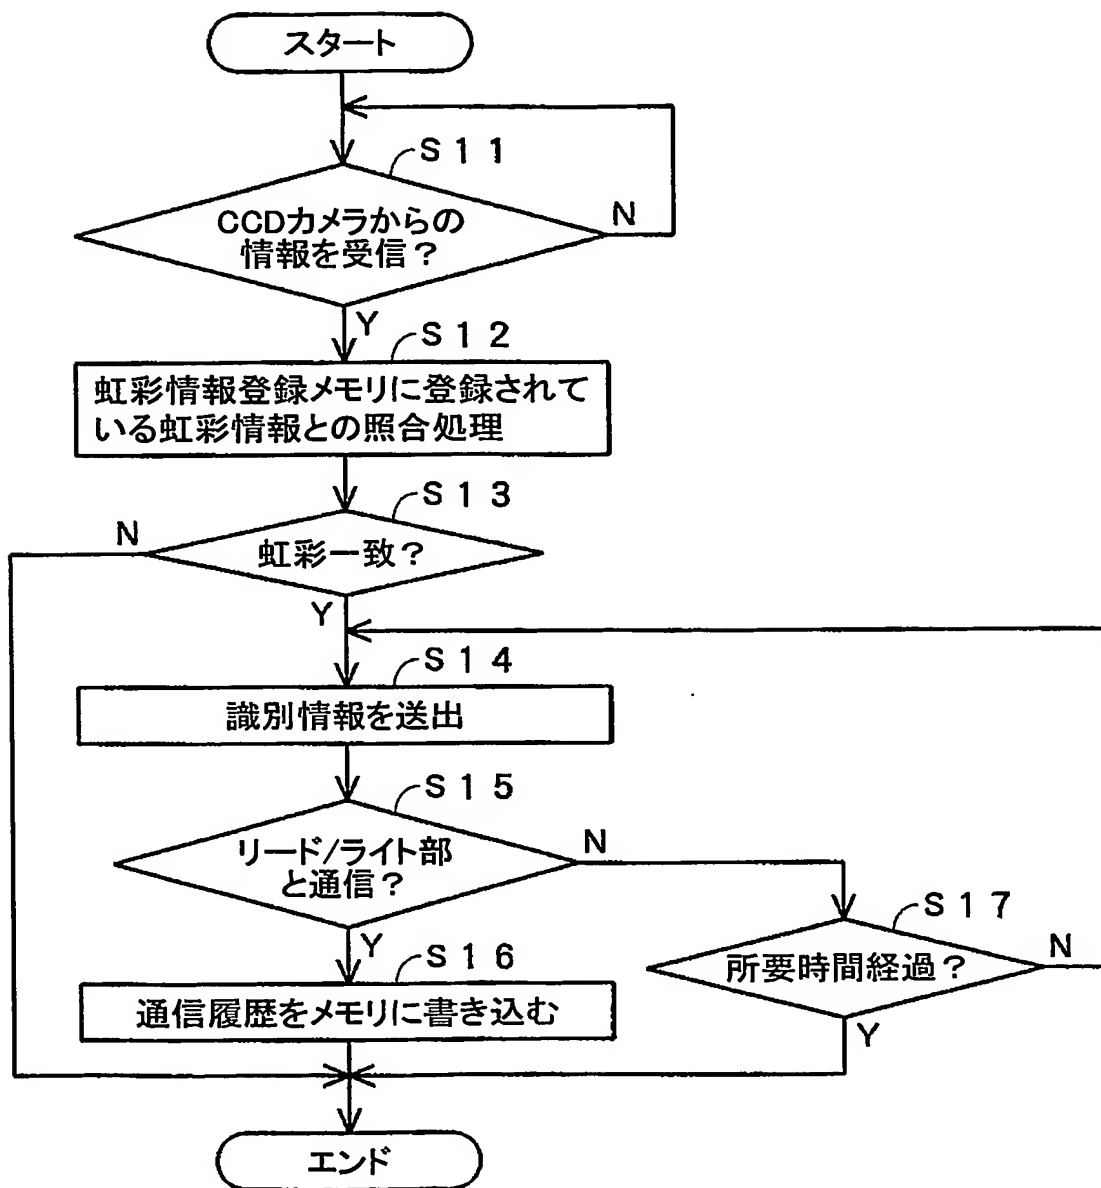 スタート
S11
CCDカメラからの
情報を受信?
N
Y
S12
虹彩情報登録メモリに登録されて
いる虹彩情報との照合処理
S13
N
虹彩一致?
Y
S14
識別情報を送出
S15
リード/ライト部
と通信?
N
Y
S17
所要時間経過?
N
Y
S16
通信履歴をメモリに書き込む
エンド